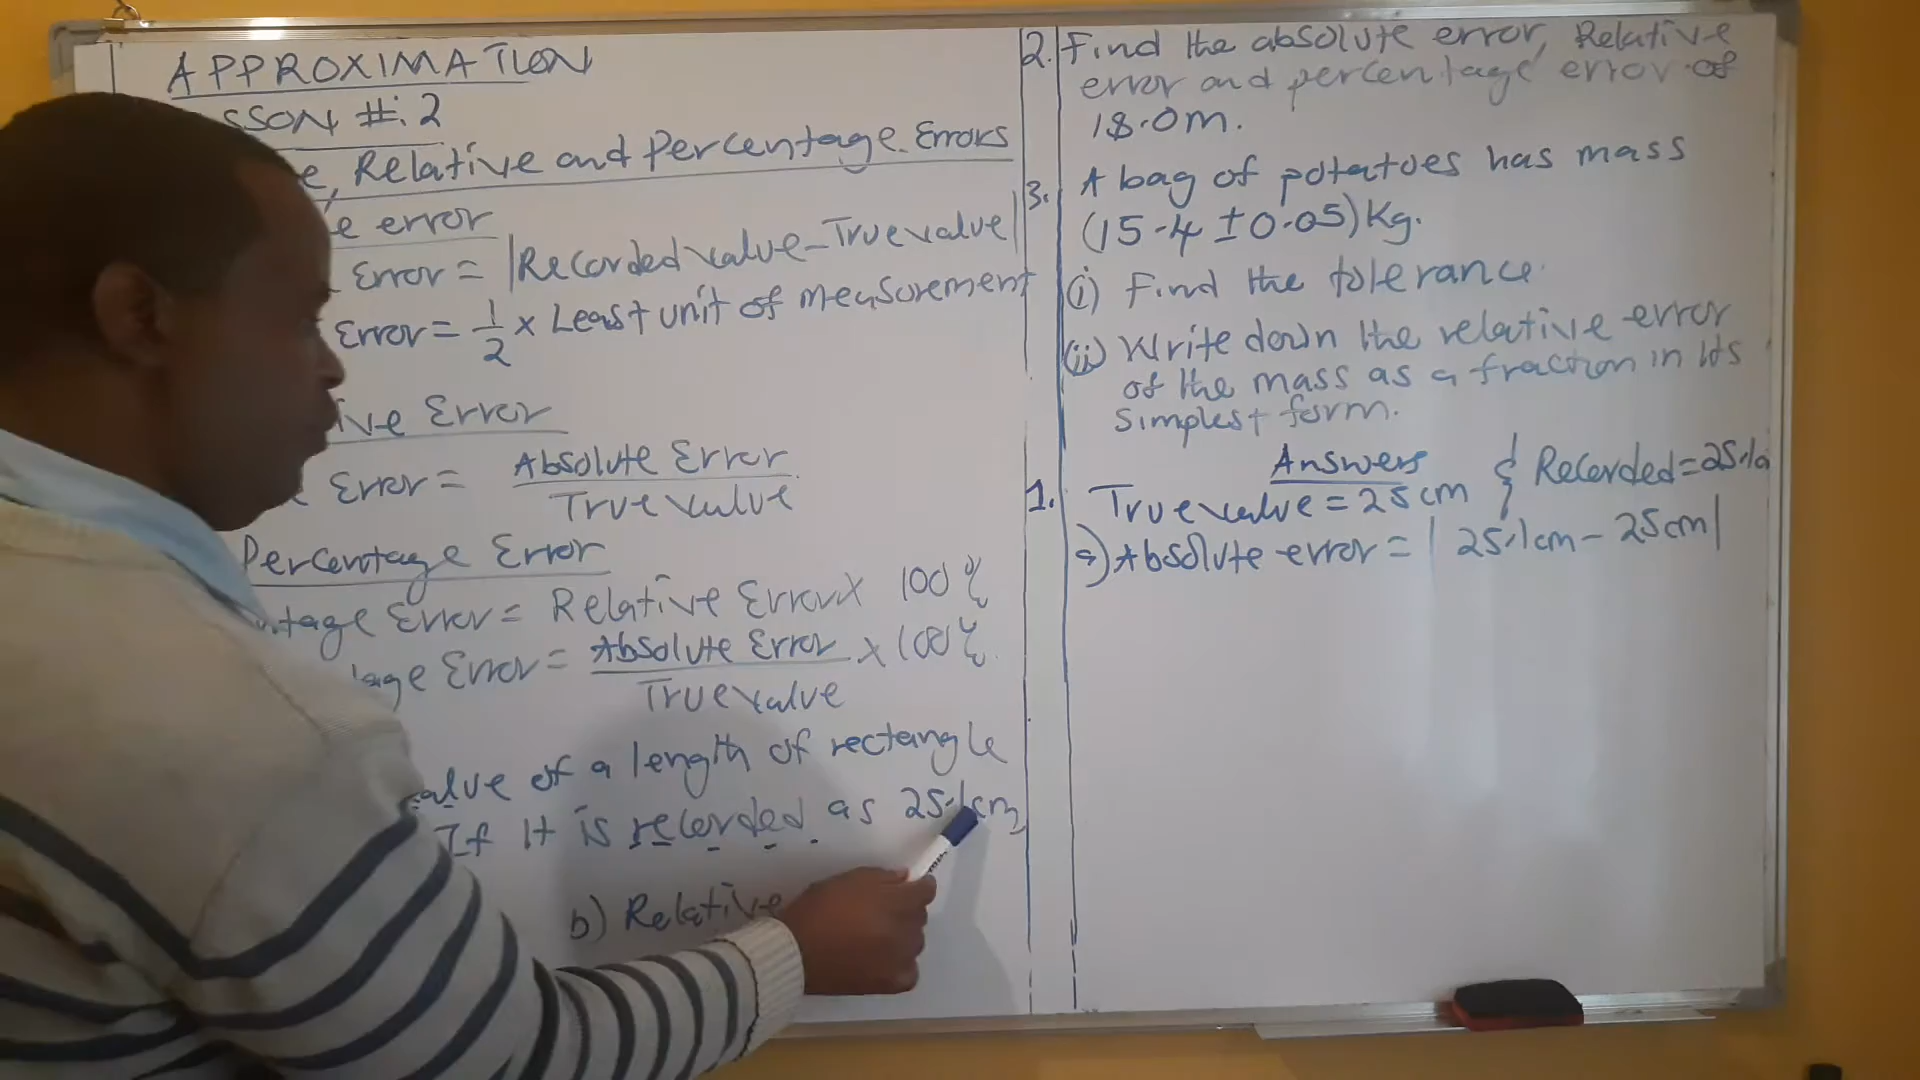 APPROXIMATION
SSON #: 2
e, Relative and Percentage Errors
e error
Error = |Recorded value - True value|
Error = 1/2 x Least unit of measurement
ive Error
Error = Absolute Error / True value
Percentage Error
ntage Error = Relative Error x 100%
age Error = Absolute Error / True value x 100%
alue of a length of rectangle
If it is recorded as 25.1cm
b) Relative
2. Find the absolute error, Relative
error and percentage error of
18.0m.
3. A bag of potatoes has mass
(15.4 ± 0.05)Kg.
(i) Find the tolerance.
(ii) Write down the relative error
of the mass as a fraction in its
simplest form.
Answers
1. True value = 25cm & Recorded = 25.1
a) Absolute error = | 25.1cm - 25cm|